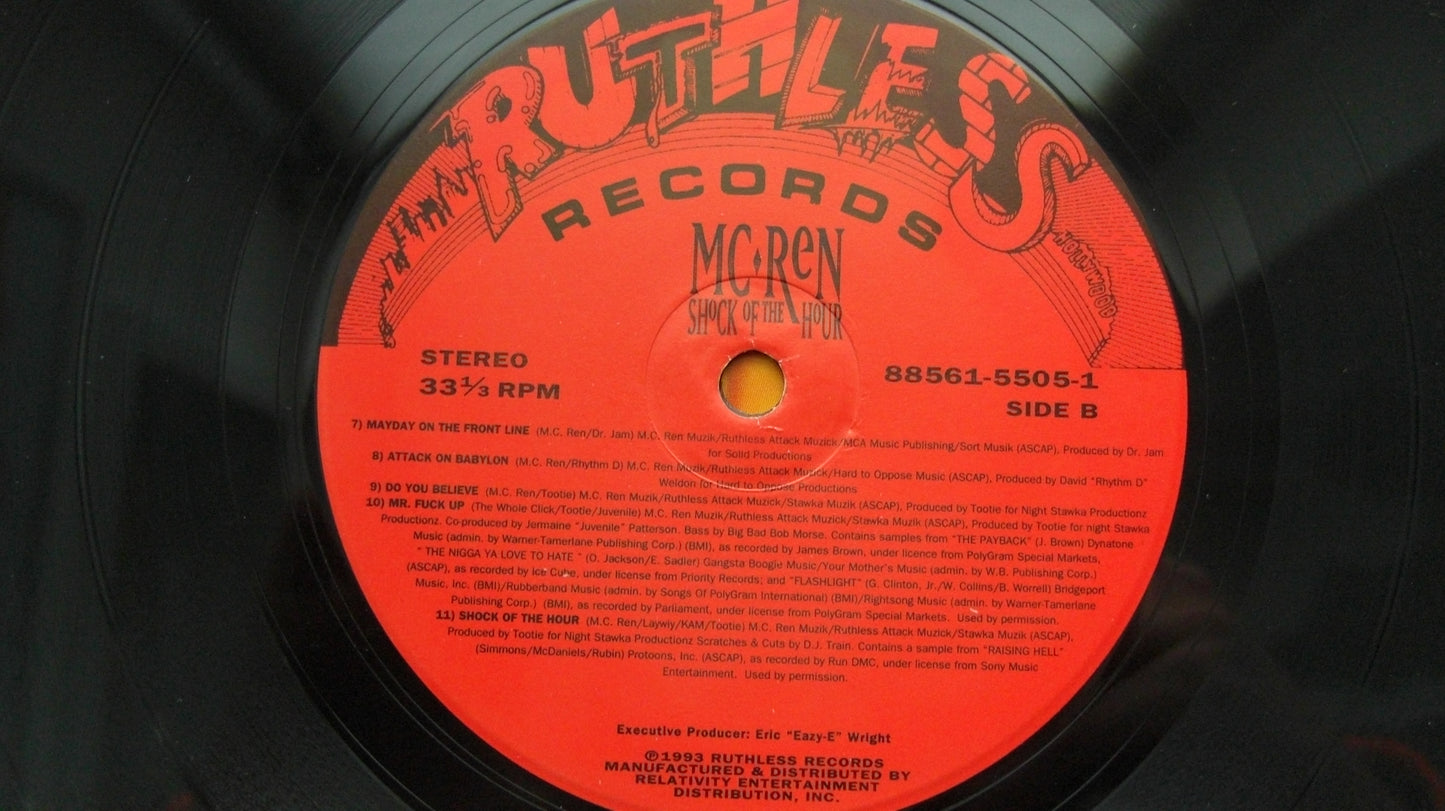 RUTHLESS
HOLLYWOOD
RECORDS
MC REN
SHOCK OF THE HOUR
STEREO
33 1/3 RPM
88561-5505-1
SIDE B
7) MAYDAY ON THE FRONT LINE (M.C. Ren/Dr. Jam) M.C. Ren Muzik/Ruthless Attack Muzick/MCA Music Publishing/Sort Musik (ASCAP), Produced by Dr. Jam
for Solid Productions
8) ATTACK ON BABYLON (M.C. Ren/Rhythm D) M.C. Ren Muzik/Ruthless Attack Muzick/Hard to Oppose Music (ASCAP), Produced by David "Rhythm D"
Weldon for Hard to Oppose Productions
9) DO YOU BELIEVE (M.C. Ren/Tootie) M.C. Ren Muzik/Ruthless Attack Muzick/Stawka Muzik (ASCAP), Produced by Tootie for Night Stawka Productionz
10) MR. FUCK UP (The Whole Click/Tootie/Juvenile) M.C. Ren Muzik/Ruthless Attack Muzick/Stawka Muzik (ASCAP), Produced by Tootie for night Stawka
Productionz. Co-produced by Jermaine "Juvenile" Patterson. Bass by Big Bad Bob Morse. Contains samples from "THE PAYBACK" (J. Brown) Dynatone
Music (admin. by Warner-Tamerlane Publishing Corp.) (BMI), as recorded by James Brown, under licence from PolyGram Special Markets,
" THE NIGGA YA LOVE TO HATE " (O. Jackson/E. Sadler) Gangsta Boogie Music/Your Mother's Music (admin. by W.B. Publishing Corp.)
(ASCAP), as recorded by Ice Cube, under license from Priority Records; and "FLASHLIGHT" (G. Clinton, Jr./W. Collins/B. Worrell) Bridgeport
Music, Inc. (BMI)/Rubberband Music (admin. by Songs Of PolyGram International) (BMI)/Rightsong Music (admin. by Warner-Tamerlane
Publishing Corp.) (BMI), as recorded by Parliament, under license from PolyGram Special Markets. Used by permission.
11) SHOCK OF THE HOUR (M.C. Ren/Laywiy/KAM/Tootie) M.C. Ren Muzik/Ruthless Attack Muzick/Stawka Muzik (ASCAP),
Produced by Tootie for Night Stawka Productionz Scratches & Cuts by D.J. Train. Contains a sample from "RAISING HELL"
(Simmons/McDaniels/Rubin) Protoons, Inc. (ASCAP), as recorded by Run DMC, under license from Sony Music
Entertainment. Used by permission.
Executive Producer: Eric "Eazy-E" Wright
℗1993 RUTHLESS RECORDS
MANUFACTURED & DISTRIBUTED BY
RELATIVITY ENTERTAINMENT
DISTRIBUTION, INC.